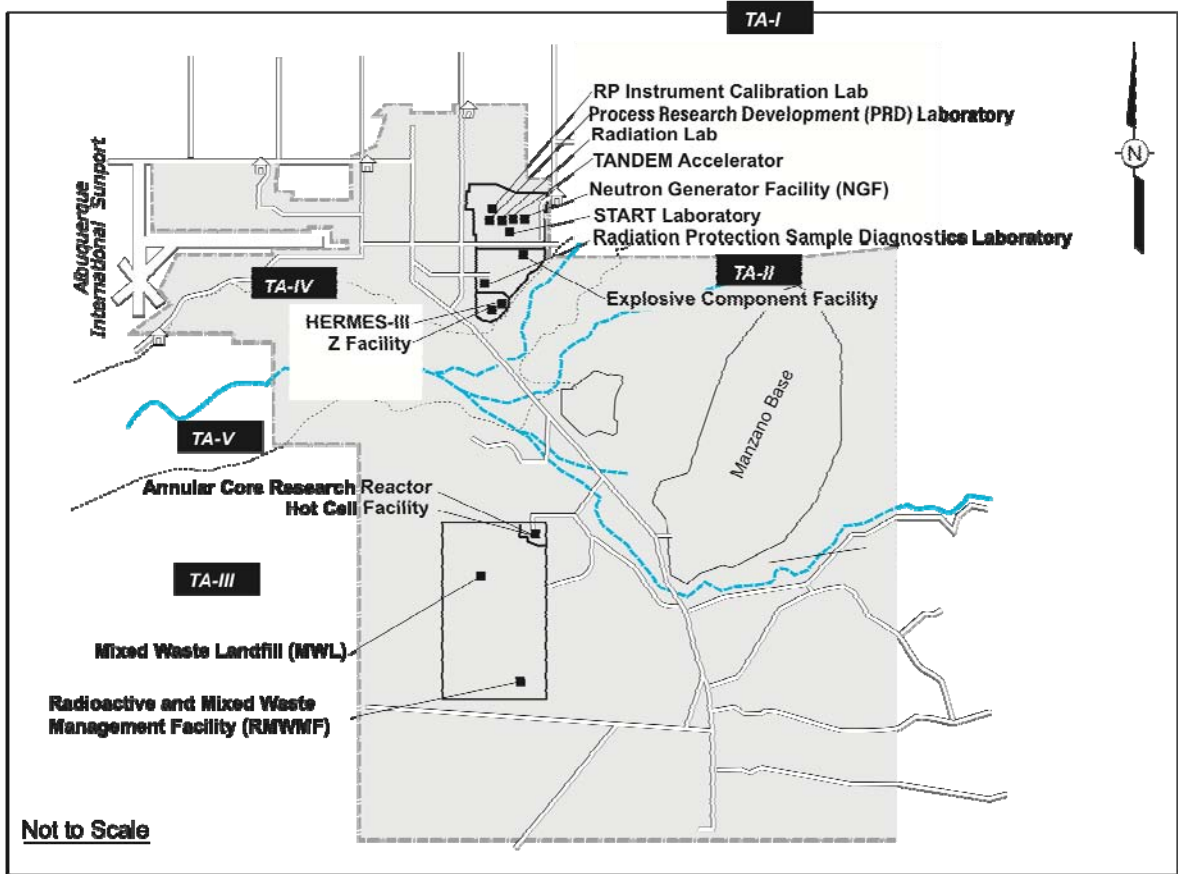 TA-I
RP Instrument Calibration Lab
Process Research Development (PRD) Laboratory
Radiation Lab
TANDEM Accelerator
Neutron Generator Facility (NGF)
START Laboratory
Radiation Protection Sample Diagnostics Laboratory
N
Albuquerque
International Sunport
TA-IV
TA-II
Explosive Component Facility
HERMES-III
Z Facility
Manzano Base
TA-V
Annular Core Research Reactor
Hot Cell Facility
TA-III
Mixed Waste Landfill (MWL)
Radioactive and Mixed Waste
Management Facility (RMWMF)
Not to Scale